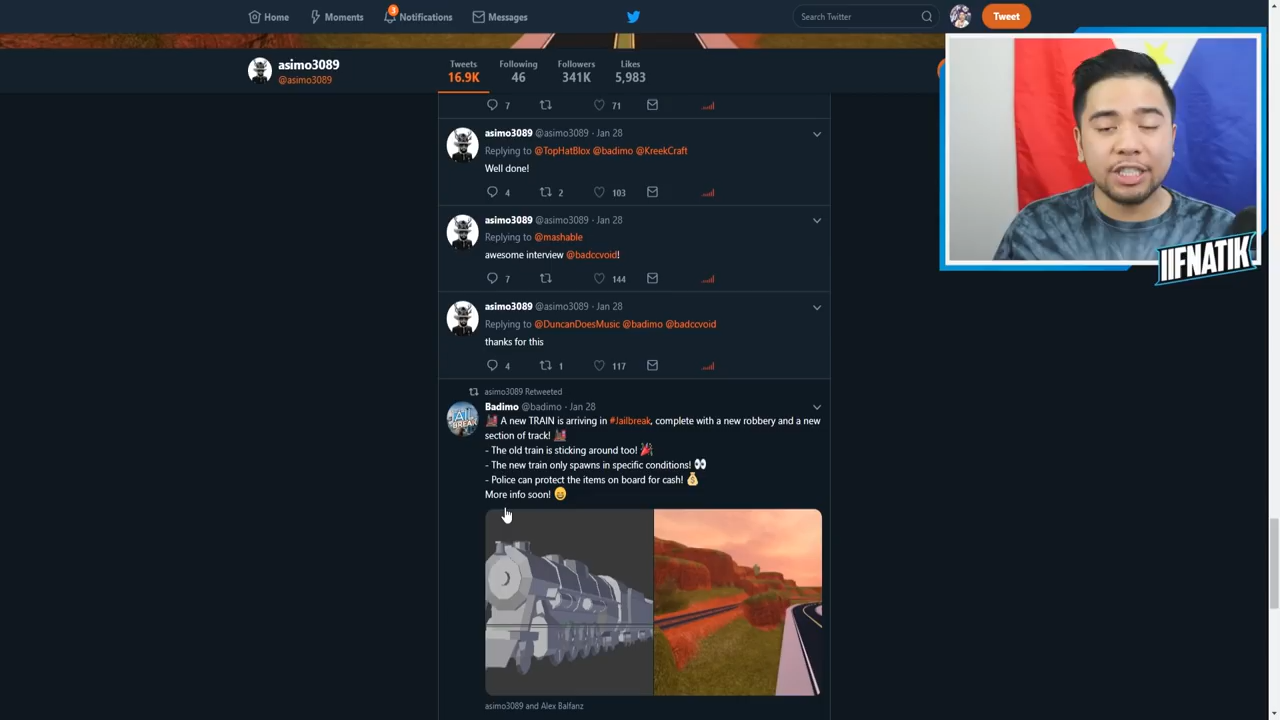 Home
Moments
3
Notifications
Messages
Search Twitter
Tweet
asimo3089
@asimo3089
Tweets
16.9K
Following
46
Followers
341K
Likes
5,983
7
71
asimo3089 @asimo3089 · Jan 28
Replying to @TopHatBlox @badimo @KreekCraft
Well done!
4
2
103
asimo3089 @asimo3089 · Jan 28
Replying to @mashable
awesome interview @badccvoid!
7
144
asimo3089 @asimo3089 · Jan 28
Replying to @DuncanDoesMusic @badimo @badccvoid
thanks for this
4
1
117
asimo3089 Retweeted
Badimo @badimo · Jan 28
🚂 A new TRAIN is arriving in #Jailbreak, complete with a new robbery and a new
section of track! 🚂
- The old train is sticking around too! 🎉
- The new train only spawns in specific conditions! 👀
- Police can protect the items on board for cash! 💰
More info soon! 😄
asimo3089 and Alex Balfanz
IIFNATIK